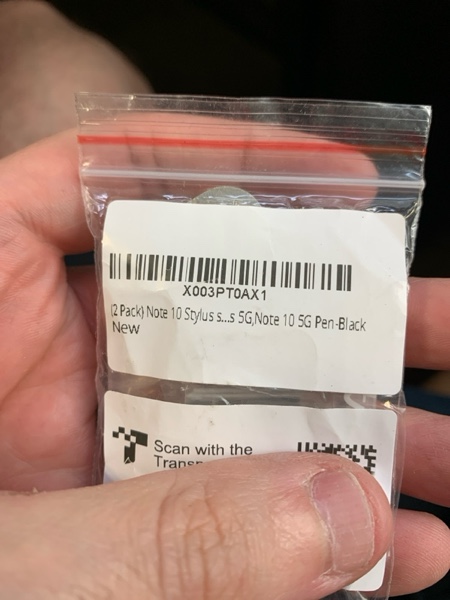 X003PT0AX1
(2 Pack) Note 10 Stylus s...s 5G,Note 10 5G Pen-Black
New
Scan with the